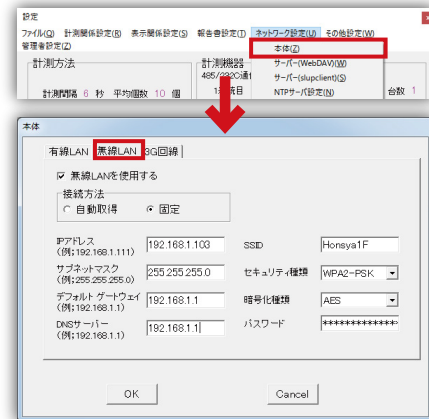 設定
ファイル(Q) 計測関係設定(R) 表示関係設定(S) 報告書設定(T) ネットワーク設定(U) その他設定(W)
管理者設定(Z)
本体(Z)
サーバー(WebDAV)(W)
サーバー(slupclient)(S)
NTPサーバ設定(N)
計測方法
計測機器
485/232C通
計測間隔 6 秒 平均個数 10 個
台数 1
本体
有線LAN 無線LAN 3G回線
無線LANを使用する
接続方法
自動取得 固定
IPアドレス 192.168.1.103 SSID Honsya1F
(例;192.168.1.111)
サブネットマスク 255.255.255.0 セキュリティ種類 WPA2-PSK
(例;255.255.255.0)
デフォルト ゲートウェイ 192.168.1.1 暗号化種類 AES
(例;192.168.1.1)
DNSサーバー 192.168.1.1 パスワード *************
(例;192.168.1.1)
OK Cancel